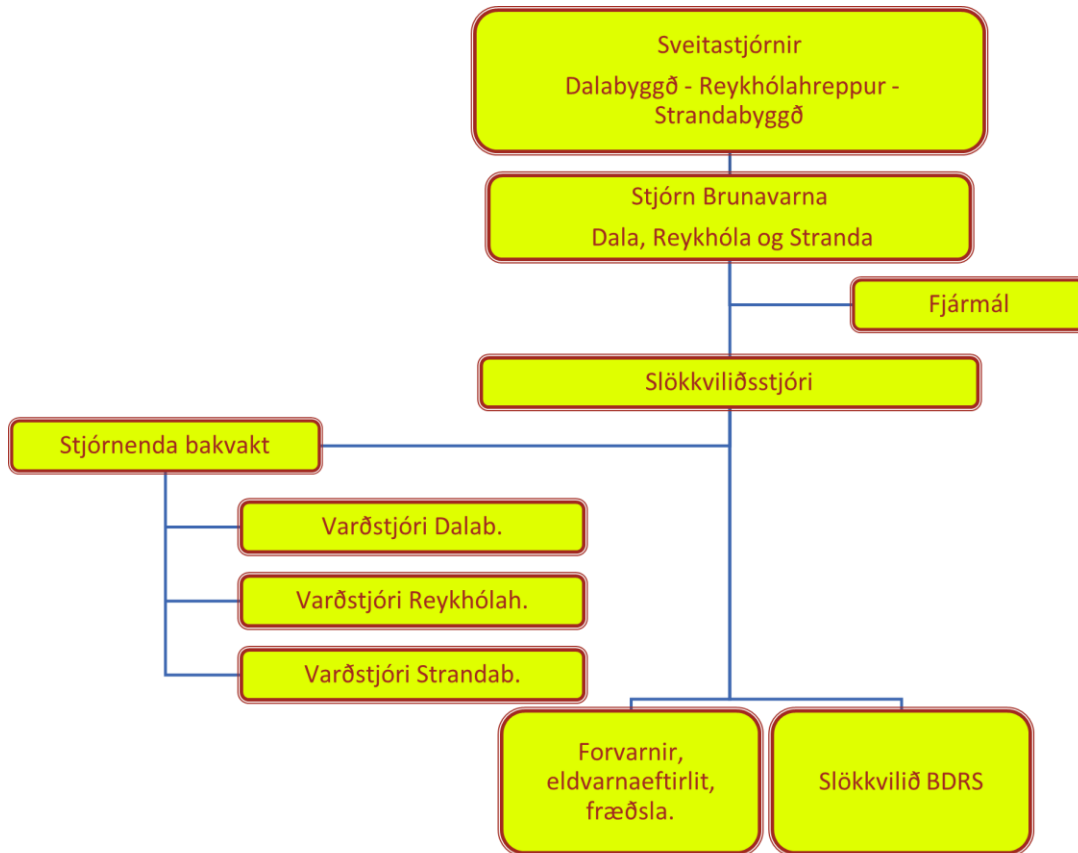 Sveitastjórnir
Dalabyggð - Reykhólahreppur -
Strandabyggð
Stjórn Brunavarna
Dala, Reykhóla og Stranda
Fjármál
Slökkviliðsstjóri
Stjórnenda bakvakt
Varðstjóri Dalab.
Varðstjóri Reykhólah.
Varðstjóri Strandab.
Forvarnir,
eldvarnaeftirlit,
fræðsla.
Slökkvilið BDRS